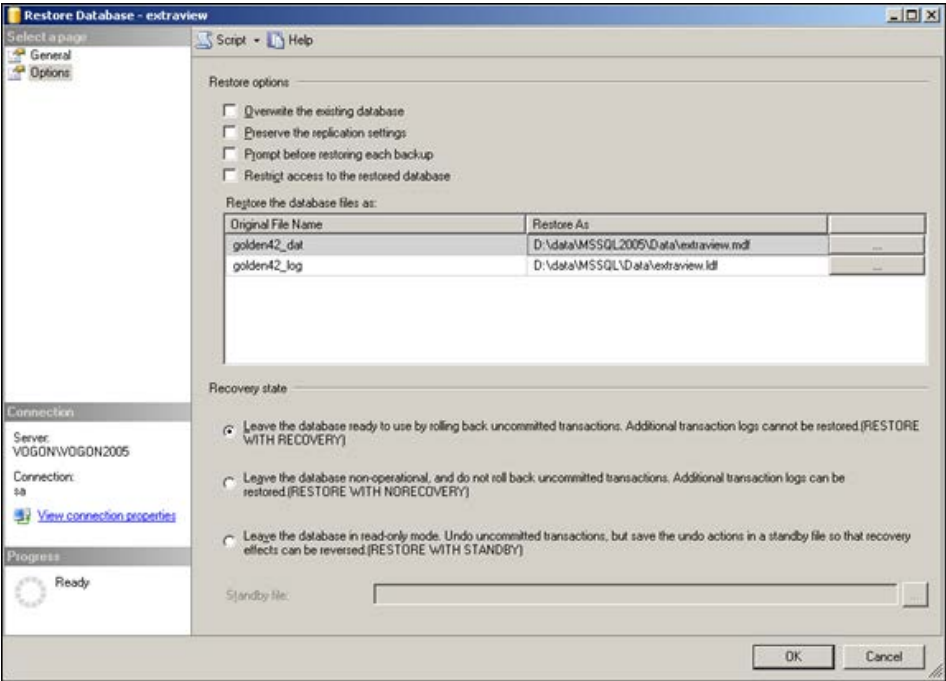 Restore Database - extraview
Select a page
General
Options
Script
Help
Restore options
Overwrite the existing database
Preserve the replication settings
Prompt before restoring each backup
Restrict access to the restored database
Restore the database files as:
Original File Name
Restore As
golden42_dat
D:\data\MSSQL2005\Data\extraview.mdf
...
golden42_log
D:\data\MSSQL\Data\extraview.ldf
...
Recovery state
Leave the database ready to use by rolling back uncommitted transactions. Additional transaction logs cannot be restored.(RESTORE
WITH RECOVERY)
Leave the database non-operational, and do not roll back uncommitted transactions. Additional transaction logs can be
restored.(RESTORE WITH NORECOVERY)
Leave the database in read-only mode. Undo uncommitted transactions, but save the undo actions in a standby file so that recovery
effects can be reversed.(RESTORE WITH STANDBY)
Standby file:
...
Connection
Server:
VOGON\VOGON2005
Connection:
sa
View connection properties
Progress
Ready
OK
Cancel